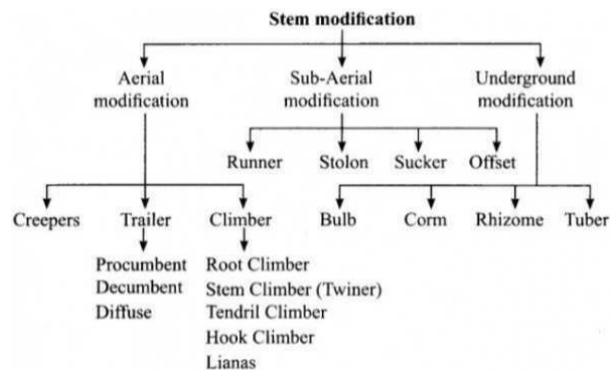 Stem modification
Aerial modification
Sub-Aerial modification
Underground modification
Runner
Stolon
Sucker
Offset
Creepers
Trailer
Climber
Bulb
Corm
Rhizome
Tuber
Procumbent
Decumbent
Diffuse
Root Climber
Stem Climber (Twiner)
Tendril Climber
Hook Climber
Lianas